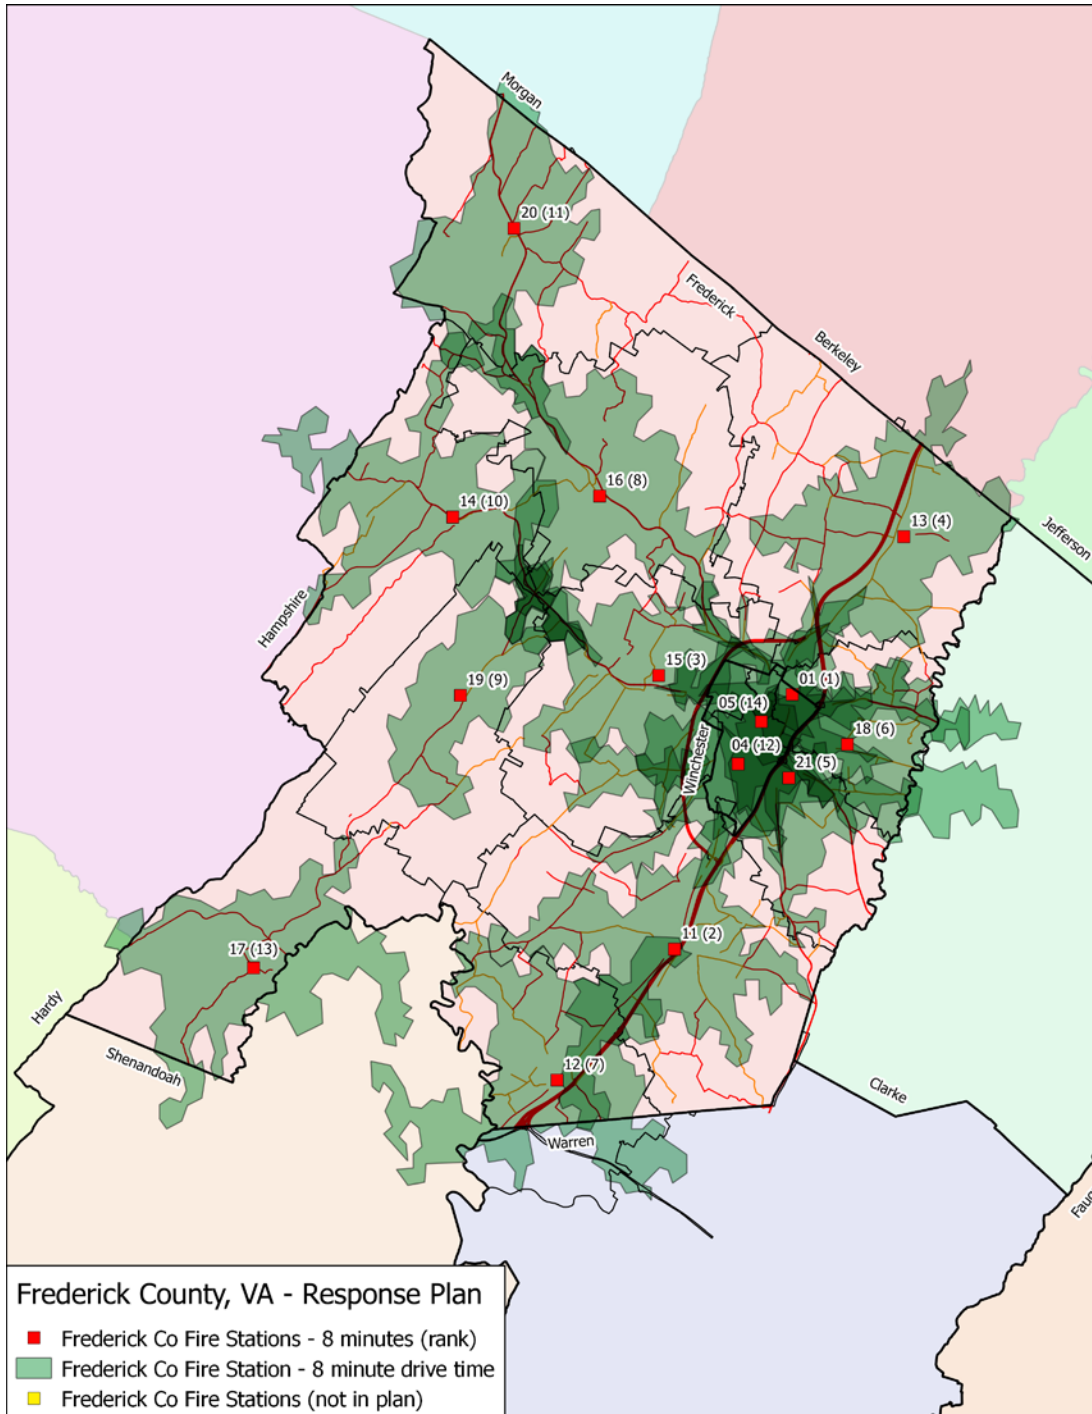 Morgan
20 (11)
Frederick
Berkeley
16 (8)
14 (10)
13 (4)
Jefferson
Hampshire
15 (3)
01 (1)
19 (9)
05 (14)
18 (6)
Winchester
04 (12)
21 (5)
11 (2)
17 (13)
Hardy
Shenandoah
12 (7)
Clarke
Warren
Fauq
Frederick County, VA - Response Plan
Frederick Co Fire Stations - 8 minutes (rank)
Frederick Co Fire Station - 8 minute drive time
Frederick Co Fire Stations (not in plan)